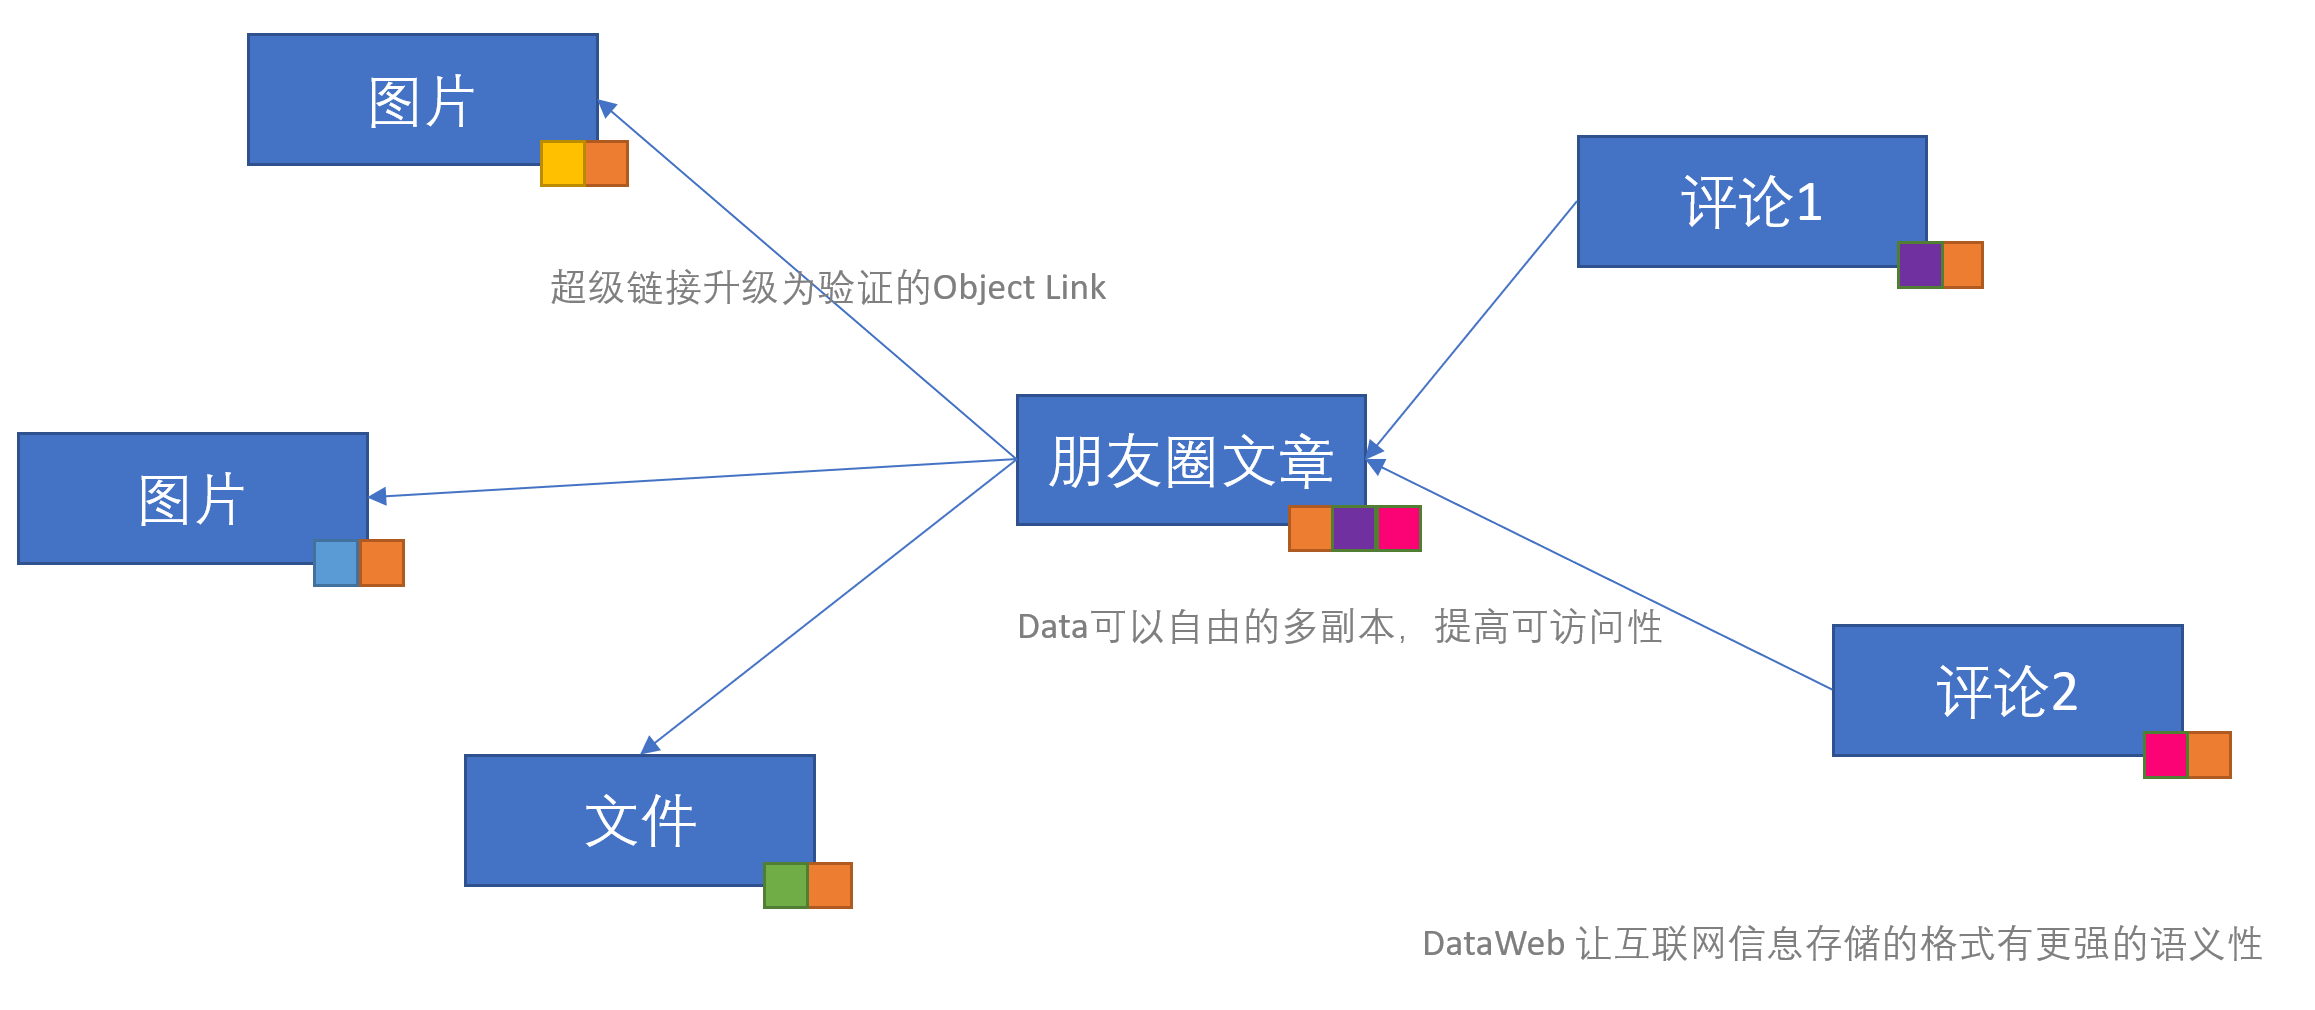 图片
评论1
超级链接升级为验证的Object Link
朋友圈文章
图片
Data可以自由的多副本，提高可访问性
评论2
文件
DataWeb 让互联网信息存储的格式有更强的语义性